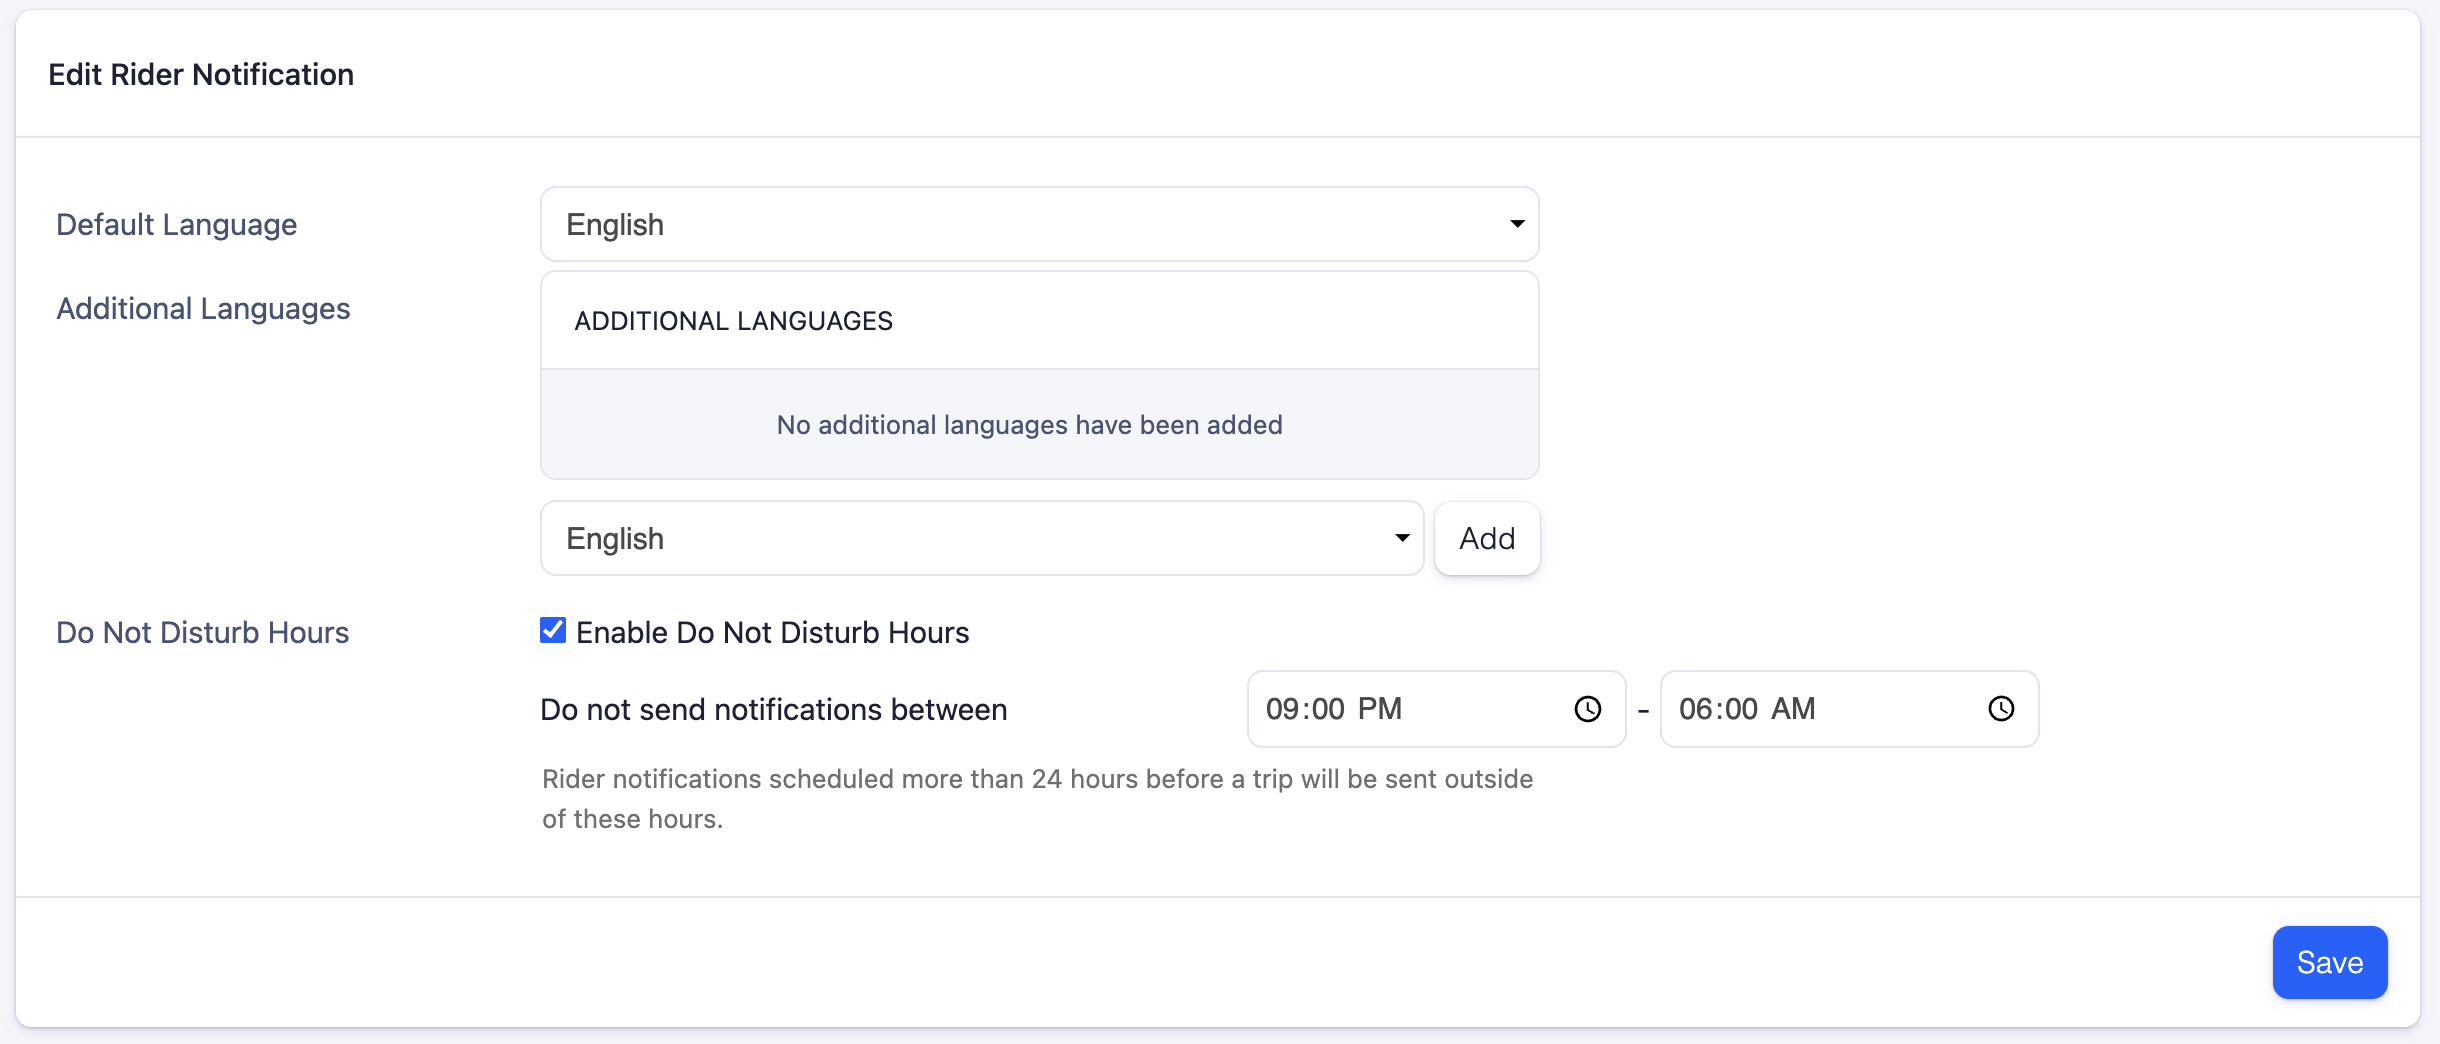 Edit Rider Notification
Default Language
English
Additional Languages
ADDITIONAL LANGUAGES
No additional languages have been added
English
Add
Do Not Disturb Hours
Enable Do Not Disturb Hours
Do not send notifications between
09:00 PM - 06:00 AM
Rider notifications scheduled more than 24 hours before a trip will be sent outside
of these hours.
Save